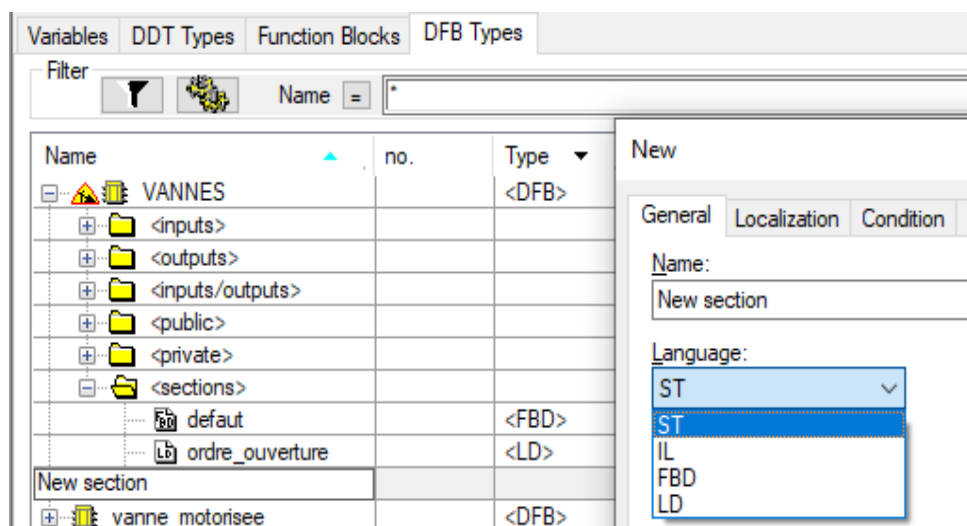 Variables DDT Types Function Blocks DFB Types
Filter
Name = *
Name no. Type
VANNES <DFB>
<inputs>
<outputs>
<inputs/outputs>
<public>
<private>
<sections>
defaut <FBD>
ordre_ouverture <LD>
New section
vanne motorisee <DFB>
New
General Localization Condition
Name:
New section
Language:
ST
ST
IL
FBD
LD